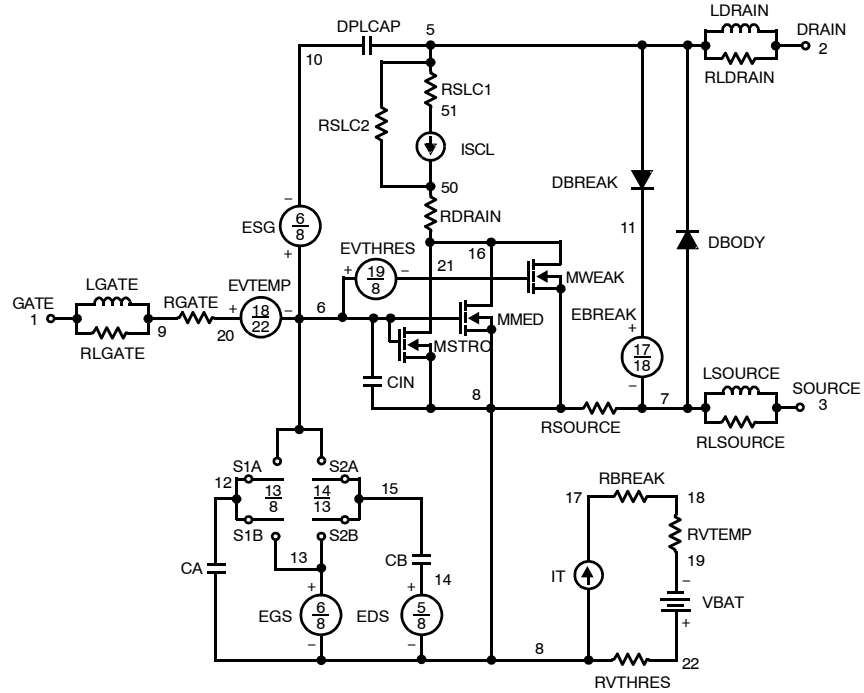 LDRAIN
DPLCAP 5 DRAIN
10 2
RLDRAIN
RSLC1
51
RSLC2
ISCL
50
DBREAK
RDRAIN
−
ESG 6/8
+
11
DBODY
EVTHRES 16
+ 19/8 − 21
MWEAK
LGATE
EVTEMP
GATE RGATE + 18/22 − 6
1
EBREAK +
MMED
9 20
MSTRO
17/18
RLGATE
CIN
−
LSOURCE
8 7 SOURCE
3
RSOURCE
RLSOURCE
S1A S2A
12 13/8 14/13 15
S1B S2B
RBREAK
17 18
13
RVTEMP
CA CB
14
IT
19
−
+ +
EGS 6/8 EDS 5/8
VBAT
+
− −
8 22
RVTHRES